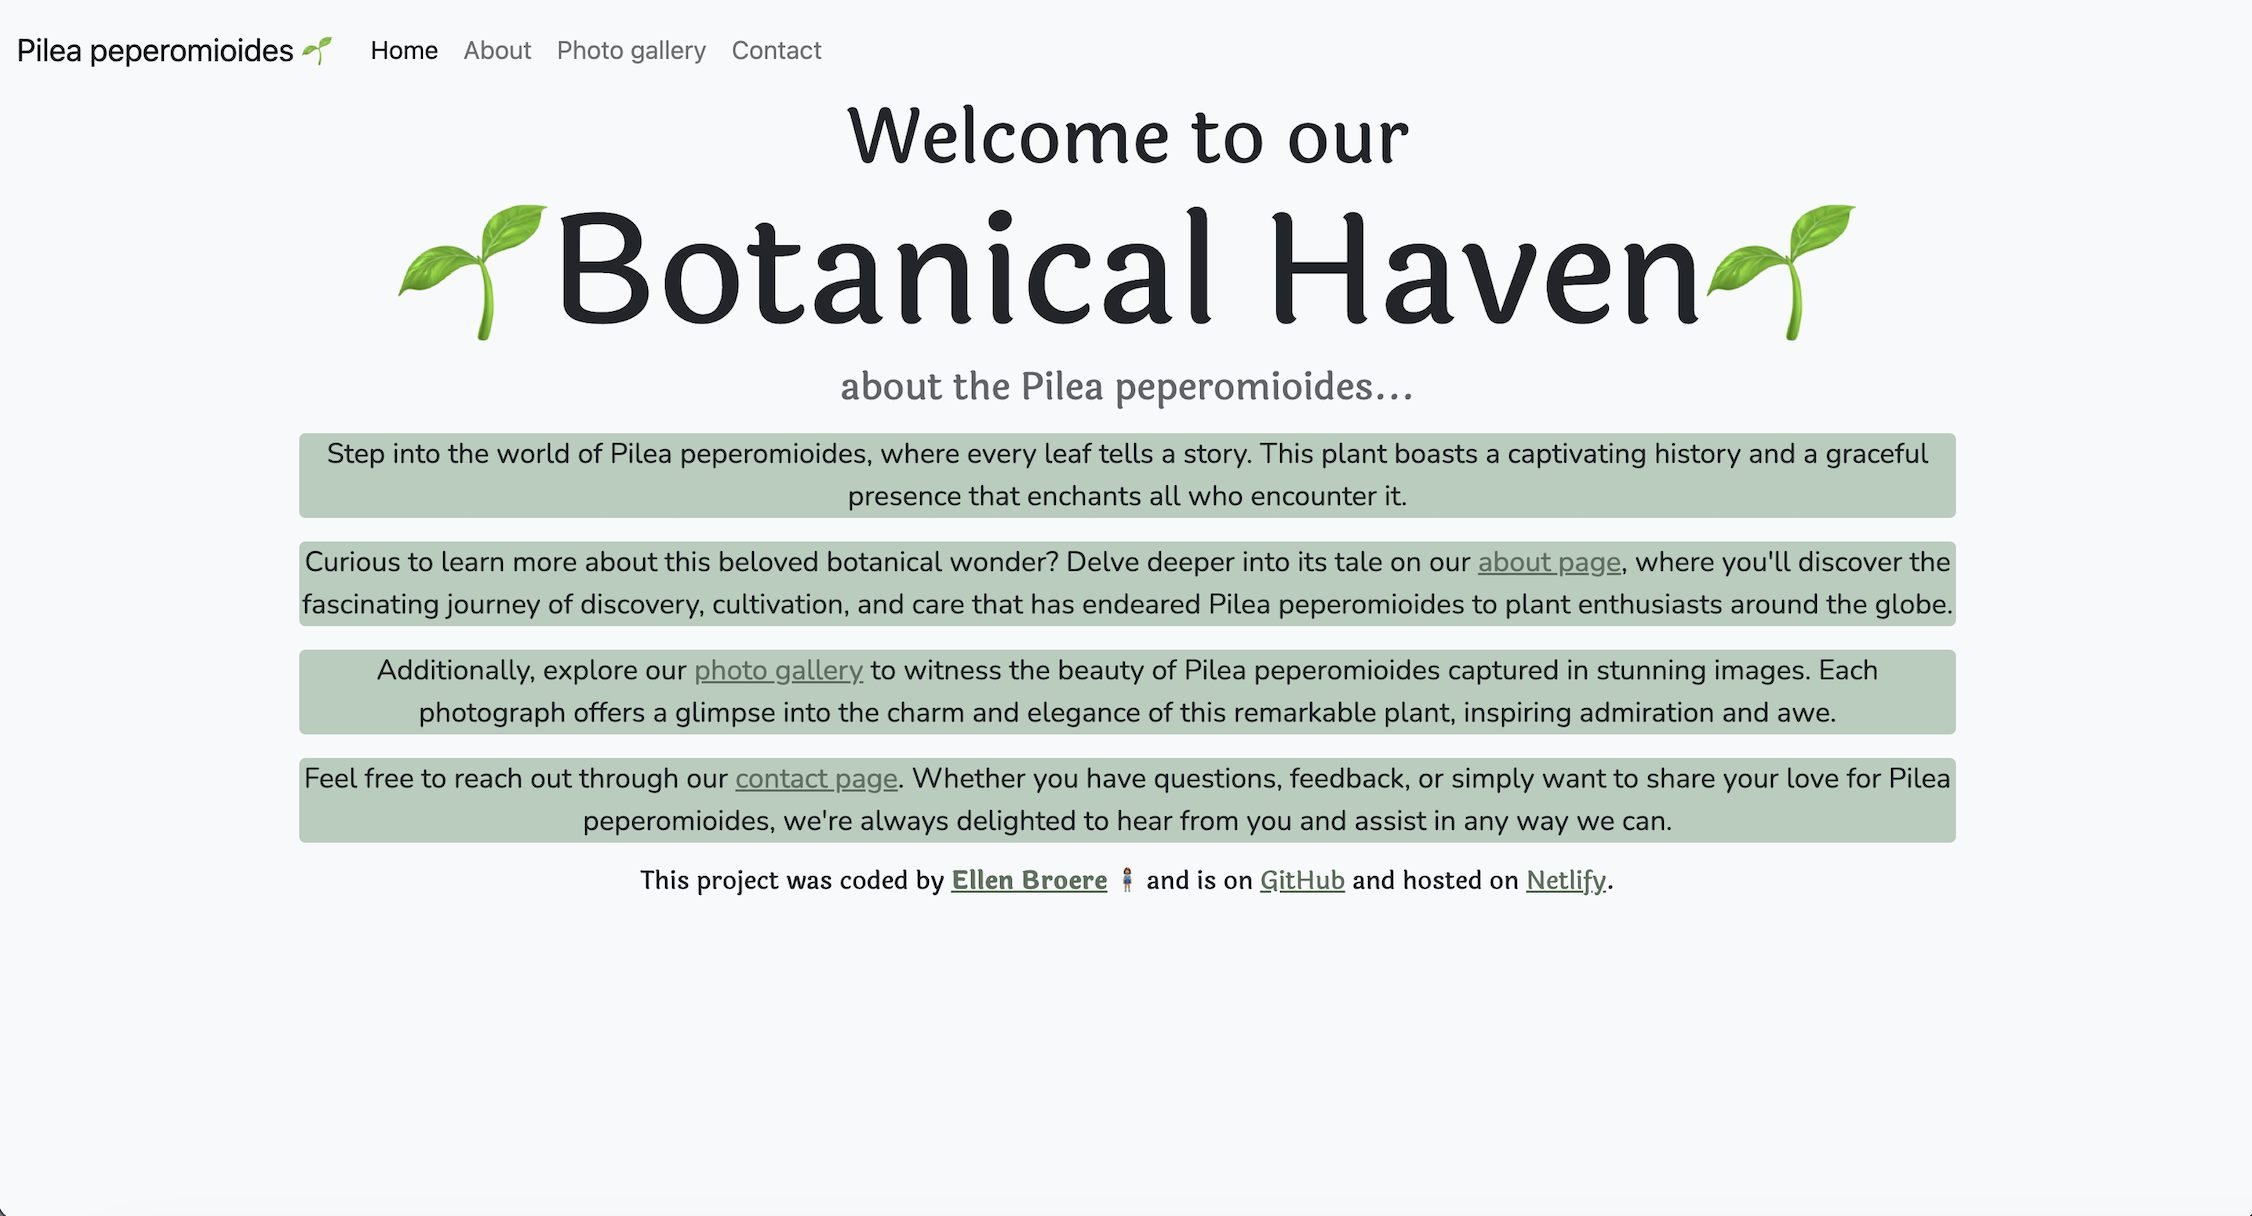 Pilea peperomioides 🌱 Home About Photo gallery Contact
Welcome to our
🌱Botanical Haven🌱
about the Pilea peperomioides...
Step into the world of Pilea peperomioides, where every leaf tells a story. This plant boasts a captivating history and a graceful
presence that enchants all who encounter it.
Curious to learn more about this beloved botanical wonder? Delve deeper into its tale on our about page, where you'll discover the
fascinating journey of discovery, cultivation, and care that has endeared Pilea peperomioides to plant enthusiasts around the globe.
Additionally, explore our photo gallery to witness the beauty of Pilea peperomioides captured in stunning images. Each
photograph offers a glimpse into the charm and elegance of this remarkable plant, inspiring admiration and awe.
Feel free to reach out through our contact page. Whether you have questions, feedback, or simply want to share your love for Pilea
peperomioides, we're always delighted to hear from you and assist in any way we can.
This project was coded by Ellen Broere 🧍🏽‍♀️ and is on GitHub and hosted on Netlify.